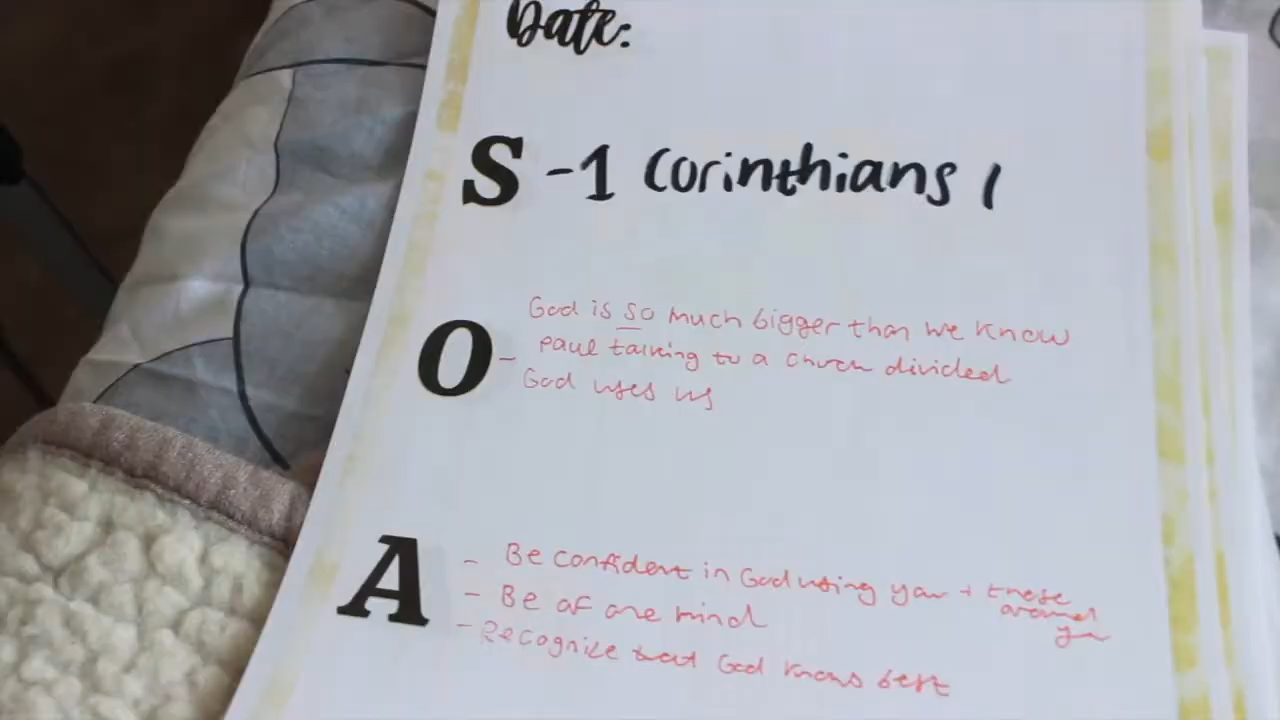 Date:
S -1 Corinthians 1
God is so much bigger than we know
O - Paul talking to a church divided
God uses us
A - Be confident in God using you + those
around
you
- Be of one mind
- Recognize that God knows best